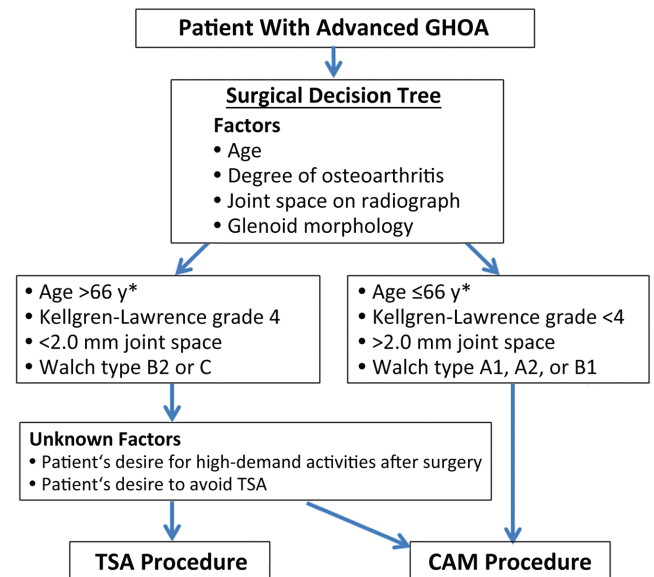 Patient With Advanced GHOA
Surgical Decision Tree
Factors
• Age
• Degree of osteoarthritis
• Joint space on radiograph
• Glenoid morphology
• Age >66 y*
• Kellgren-Lawrence grade 4
• <2.0 mm joint space
• Walch type B2 or C
• Age ≤66 y*
• Kellgren-Lawrence grade <4
• >2.0 mm joint space
• Walch type A1, A2, or B1
Unknown Factors
• Patient‘s desire for high-demand activities after surgery
• Patient‘s desire to avoid TSA
TSA Procedure
CAM Procedure